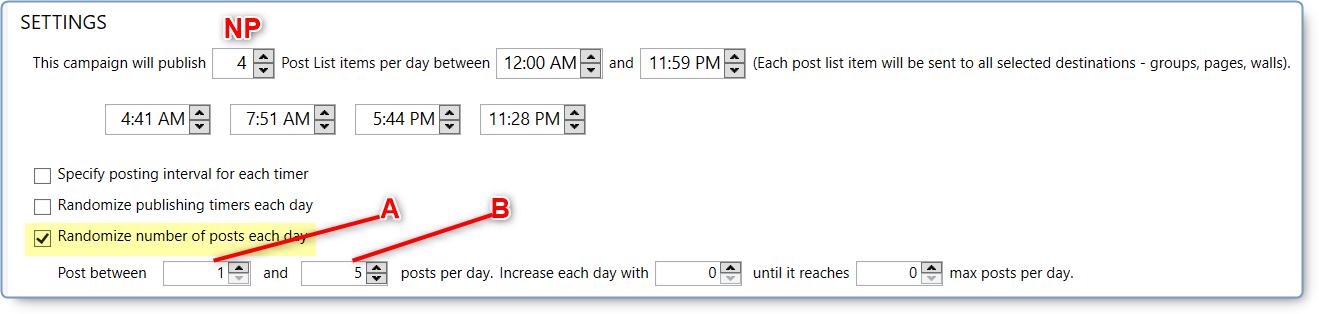 SETTINGS
NP
This campaign will publish 4 Post List items per day between 12:00 AM and 11:59 PM (Each post list item will be sent to all selected destinations - groups, pages, walls).
4:41 AM 7:51 AM 5:44 PM 11:28 PM
Specify posting interval for each timer
Randomize publishing timers each day
A B
Randomize number of posts each day
Post between 1 and 5 posts per day. Increase each day with 0 until it reaches 0 max posts per day.